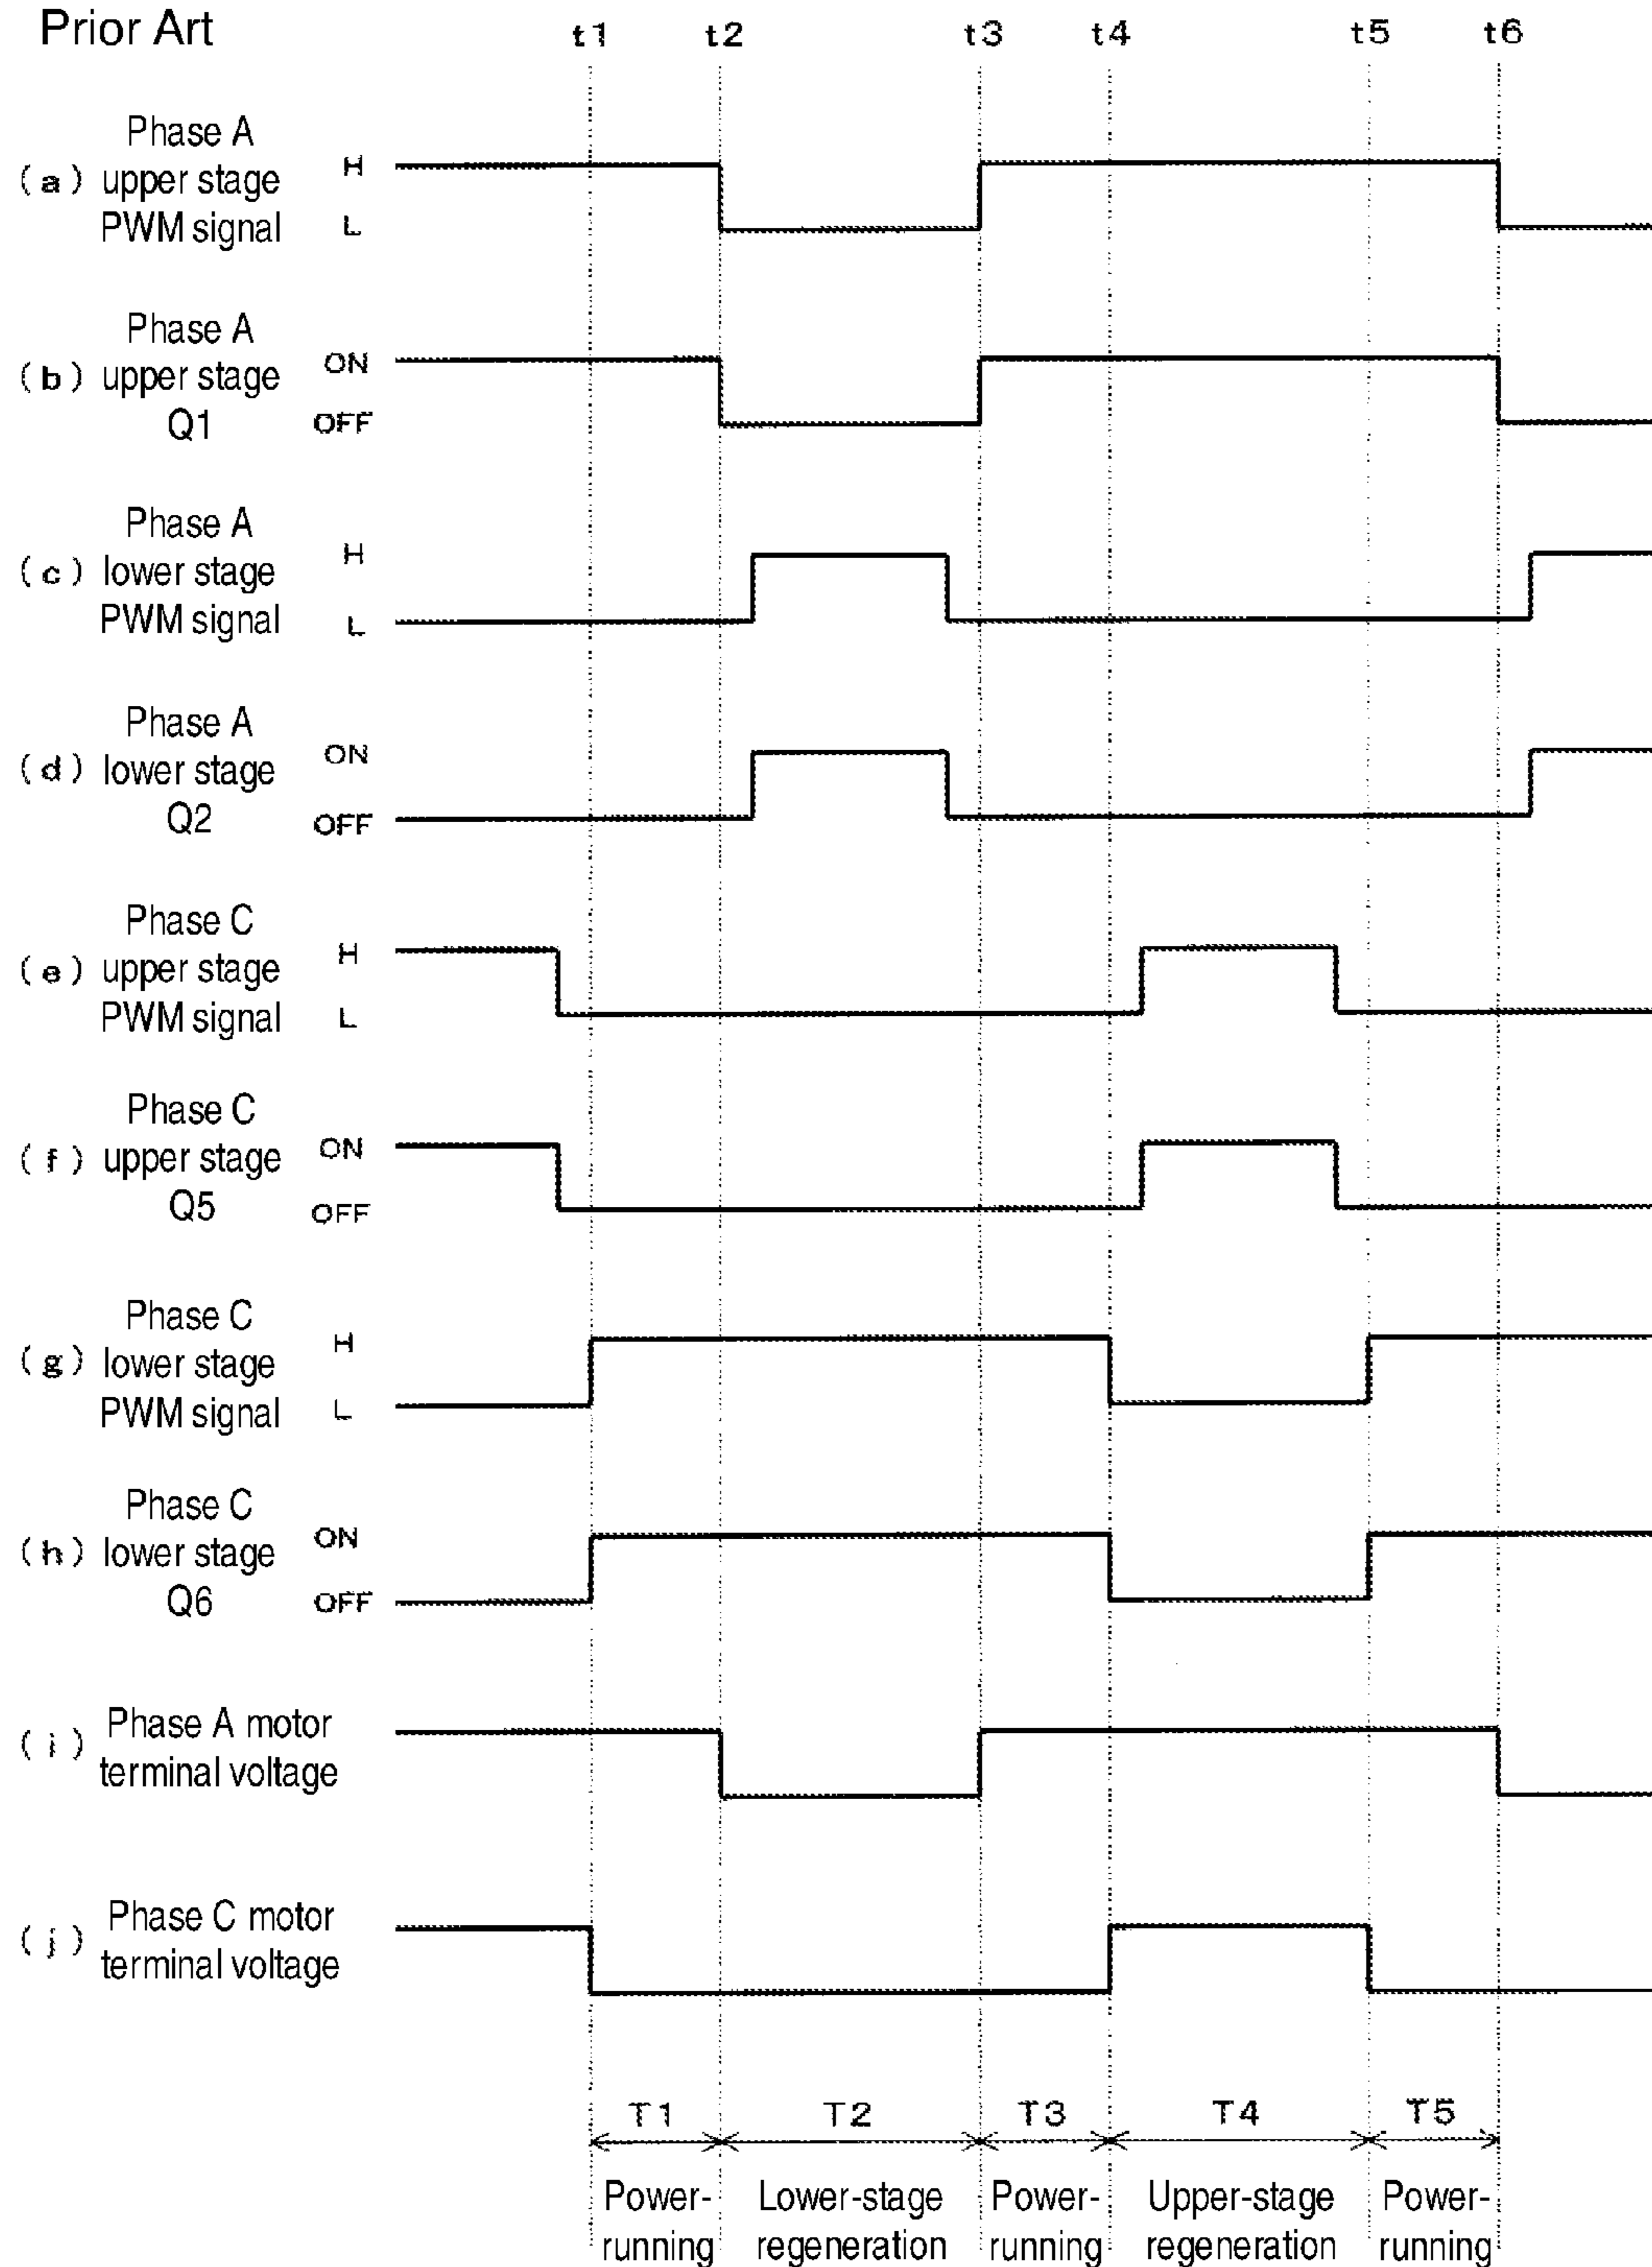 Prior Art
t1 t2 t3 t4 t5 t6
Phase A
(a) upper stage H
PWM signal L
Phase A
(b) upper stage ON
Q1 OFF
Phase A
(c) lower stage H
PWM signal L
Phase A
(d) lower stage ON
Q2 OFF
Phase C
(e) upper stage H
PWM signal L
Phase C
(f) upper stage ON
Q5 OFF
Phase C
(g) lower stage H
PWM signal L
Phase C
(h) lower stage ON
Q6 OFF
(i) Phase A motor
terminal voltage
(j) Phase C motor
terminal voltage
T1 T2 T3 T4 T5
Power- Lower-stage Power- Upper-stage Power-
running regeneration running regeneration running